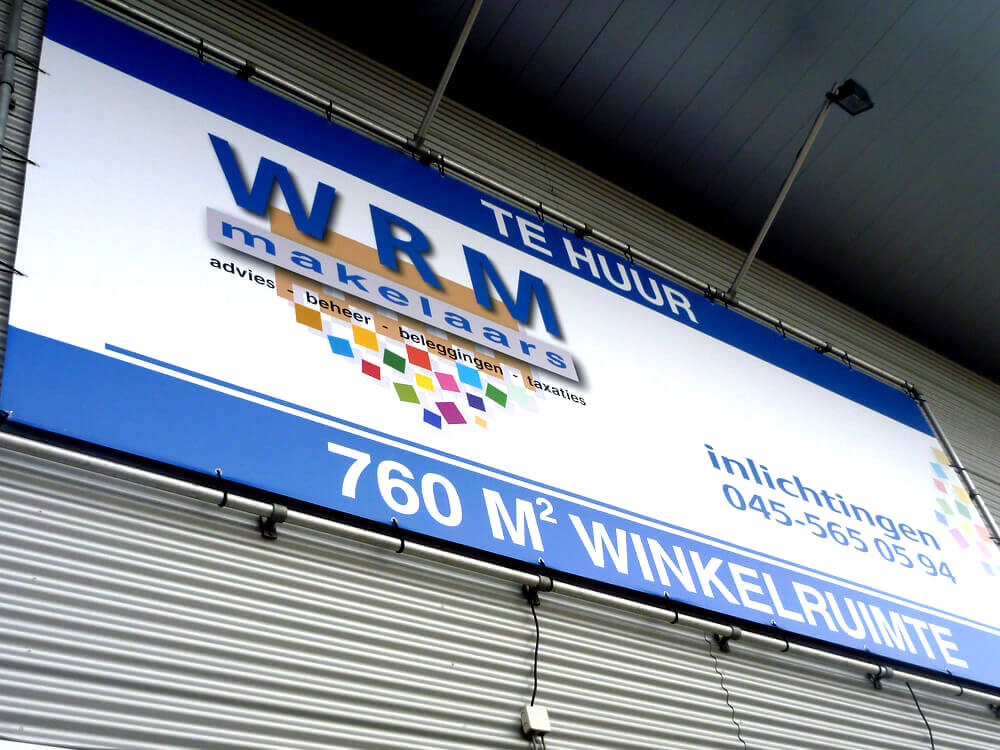 TE HUUR
WRM
makelaars
advies - beheer - beleggingen - taxaties
inlichtingen
045-565 05 94
760 M² WINKELRUIMTE